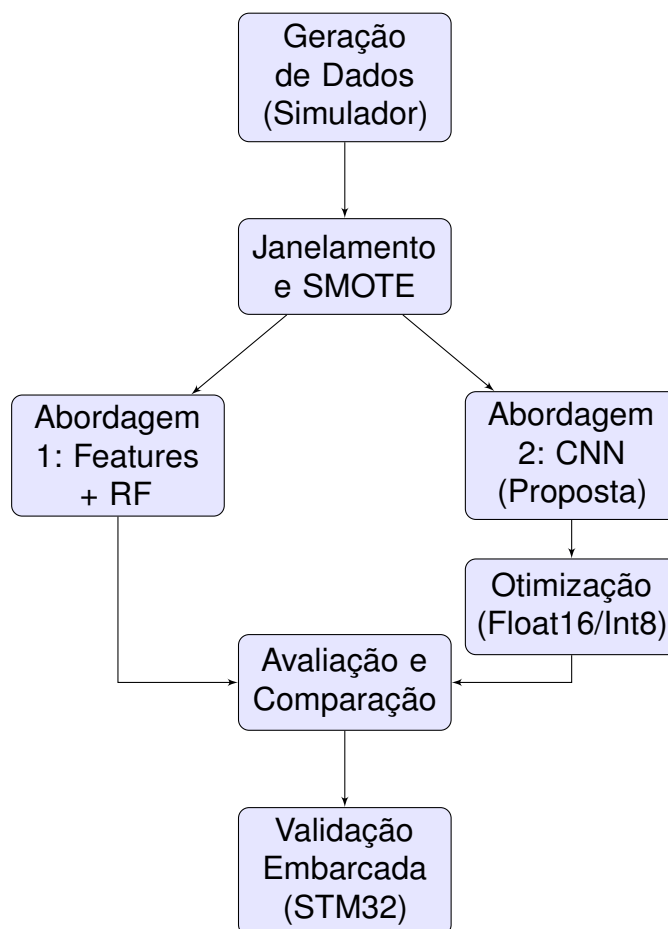 Geração
de Dados
(Simulador)
Janelamento
e SMOTE
Abordagem
1: Features
+ RF
Abordagem
2: CNN
(Proposta)
Otimização
(Float16/Int8)
Avaliação e
Comparação
Validação
Embarcada
(STM32)